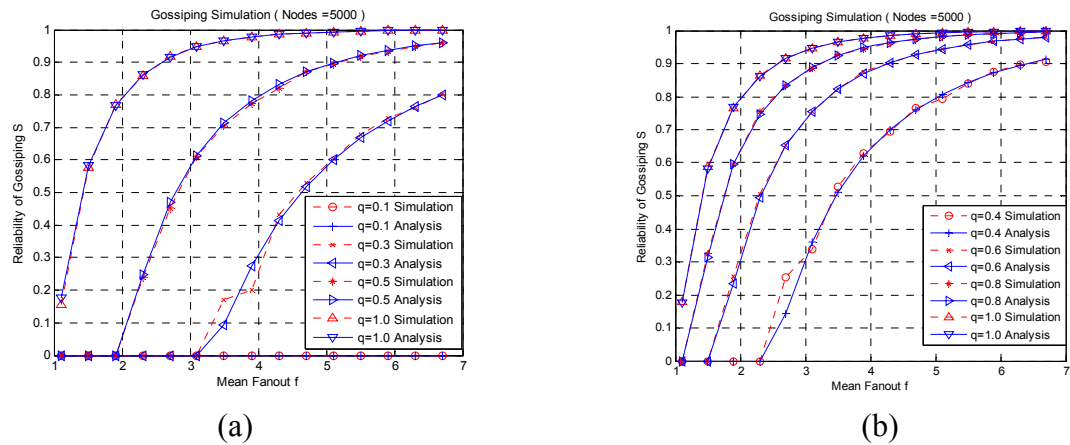 Gossiping Simulation ( Nodes =5000 )
Reliability of Gossiping S
1
0.9
0.8
0.7
0.6
0.5
0.4
0.3
0.2
0.1
0
1 2 3 4 5 6 7
Mean Fanout f
q=0.1 Simulation
q=0.1 Analysis
q=0.3 Simulation
q=0.3 Analysis
q=0.5 Simulation
q=0.5 Analysis
q=1.0 Simulation
q=1.0 Analysis
(a)
Gossiping Simulation ( Nodes =5000 )
Reliability of Gossiping S
1
0.9
0.8
0.7
0.6
0.5
0.4
0.3
0.2
0.1
0
1 2 3 4 5 6 7
Mean Fanout f
q=0.4 Simulation
q=0.4 Analysis
q=0.6 Simulation
q=0.6 Analysis
q=0.8 Simulation
q=0.8 Analysis
q=1.0 Simulation
q=1.0 Analysis
(b)